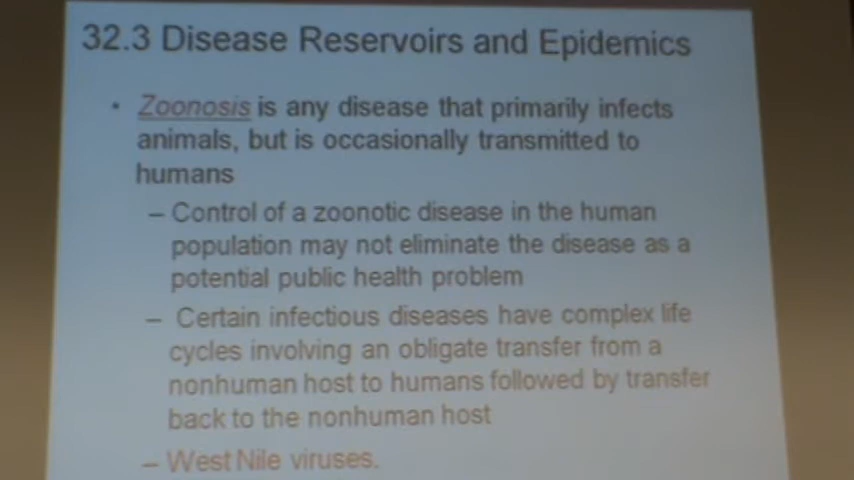 32.3 Disease Reservoirs and Epidemics
• Zoonosis is any disease that primarily infects
animals, but is occasionally transmitted to
humans
– Control of a zoonotic disease in the human
population may not eliminate the disease as a
potential public health problem
– Certain infectious diseases have complex life
cycles involving an obligate transfer from a
nonhuman host to humans followed by transfer
back to the nonhuman host
– West Nile viruses.